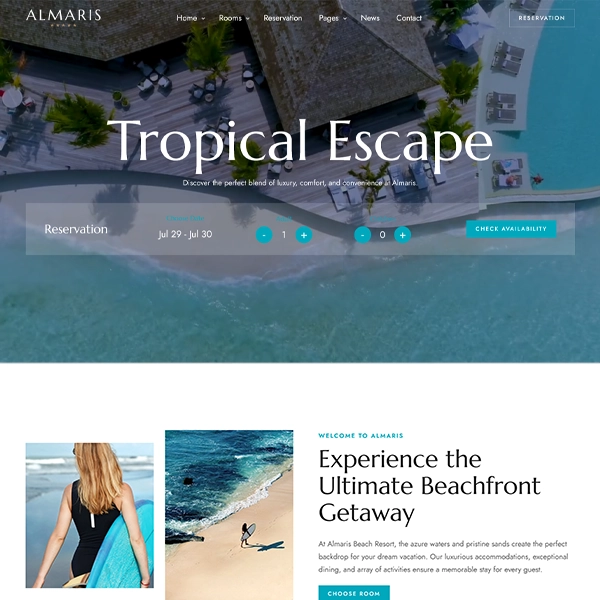 ALMARIS
Home Rooms Reservation Pages News Contact
RESERVATION
Tropical Escape
Discover the perfect blend of luxury, comfort, and convenience at Almaris.
Reservation
Jul 29 - Jul 30
- 1 +
- 0 +
CHECK AVAILABILITY
WELCOME TO ALMARIS
Experience the
Ultimate Beachfront
Getaway
At Almaris Beach Resort, the azure waters and pristine sands create the perfect
backdrop for your dream vacation. Our luxurious accommodations, exceptional
dining, and array of activities ensure a memorable stay for every guest.
CHOOSE ROOM